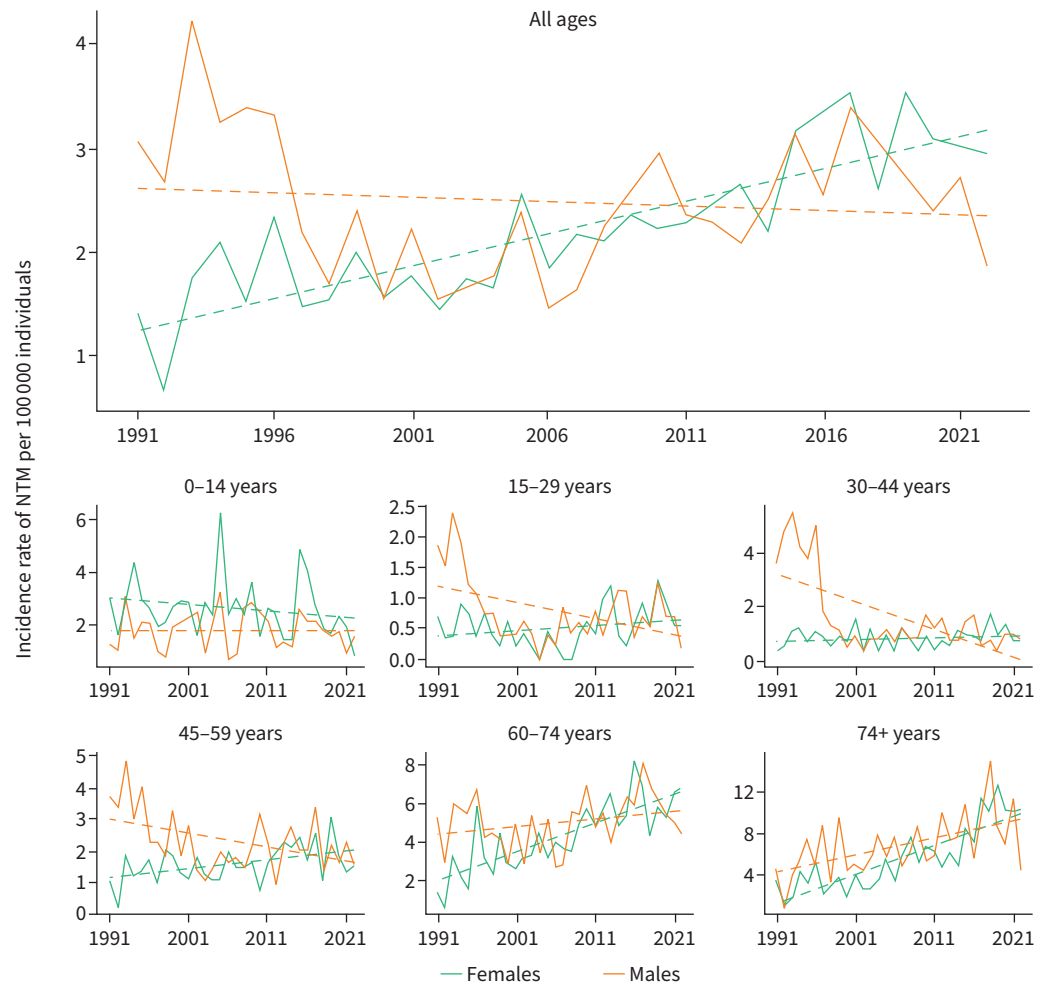 All ages
Incidence rate of NTM per 100 000 individuals
4
3
2
1
1991 1996 2001 2006 2011 2016 2021
0–14 years 15–29 years 30–44 years
6
4
2
1991 2001 2011 2021
2.5
2.0
1.5
1.0
0.5
0.0
1991 2001 2011 2021
4
2
0
1991 2001 2011 2021
45–59 years 60–74 years 74+ years
5
4
3
2
1
0
1991 2001 2011 2021
8
6
4
2
1991 2001 2011 2021
12
8
4
1991 2001 2011 2021
Females Males